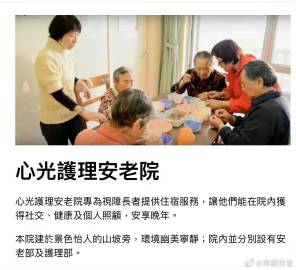 心光護理安老院
心光護理安老院專為視障長者提供住宿服務，讓他們能在院內獲
得社交、健康及個人照顧，安享晚年。
本院建於景色怡人的山坡旁，環境幽美寧靜；院內並分別設有安
老部及護理部。